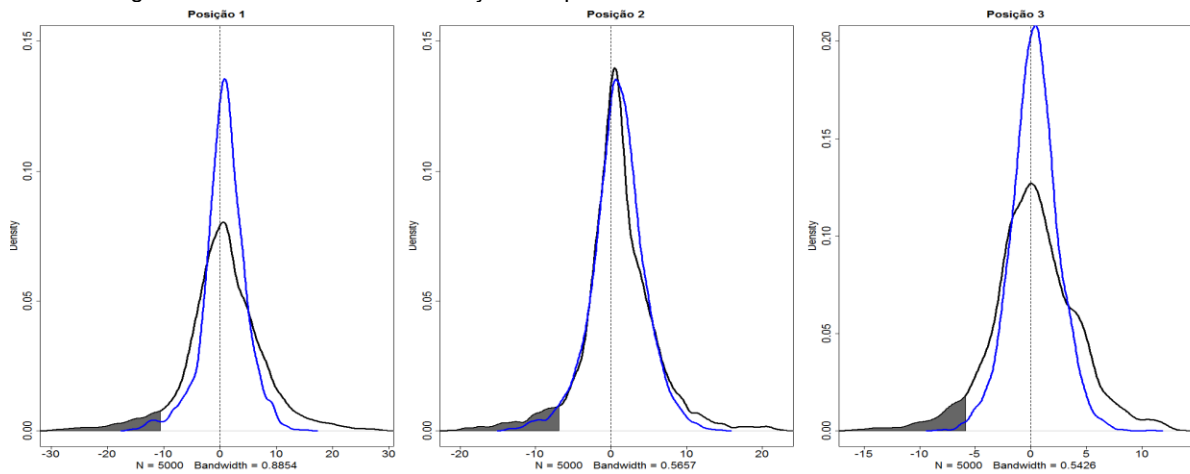 Posição 1
0.15
0.10
Density
0.05
0.00
-30 -20 -10 0 10 20 30
N = 5000 Bandwidth = 0.8854
Posição 2
0.15
0.10
Density
0.05
0.00
-20 -10 0 10 20
N = 5000 Bandwidth = 0.5657
Posição 3
0.20
0.15
0.10
Density
0.05
0.00
-15 -10 -5 0 5 10
N = 5000 Bandwidth = 0.5426